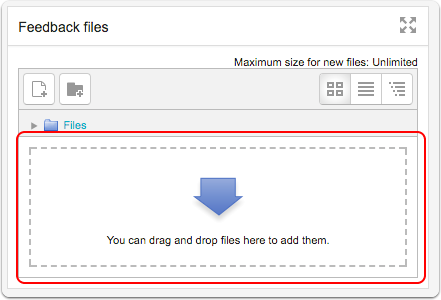 Feedback files
Maximum size for new files: Unlimited
Files
You can drag and drop files here to add them.